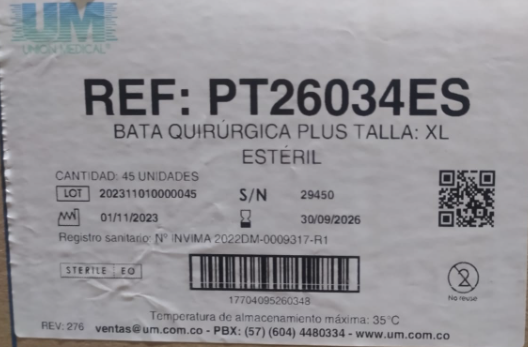 UM
UNION MEDICAL®
REF: PT26034ES
BATA QUIRÚRGICA PLUS TALLA: XL
ESTÉRIL
CANTIDAD: 45 UNIDADES
LOT 202311010000045 S/N 29450
01/11/2023 30/09/2026
Registro sanitario: N° INVIMA 2022DM-0009317-R1
STERILE EO
17704095260348
No reuse
Temperatura de almacenamiento máxima: 35°C
REV: 276 ventas@um.com.co - PBX: (57) (604) 4480334 - www.um.com.co